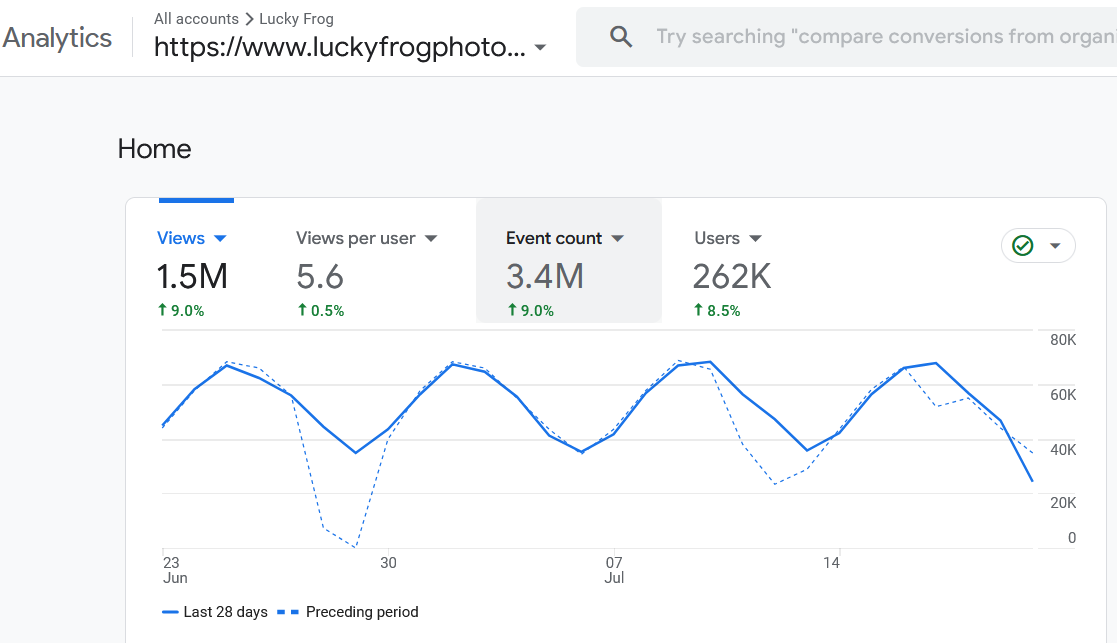 Analytics
All accounts > Lucky Frog
https://www.luckyfrogphoto...
Try searching "compare conversions from organi
Home
Views
Views per user
Event count
Users
1.5M
5.6
3.4M
262K
↑ 9.0%
↑ 0.5%
↑ 9.0%
↑ 8.5%
80K
60K
40K
20K
0
23
Jun
30
07
Jul
14
Last 28 days
Preceding period